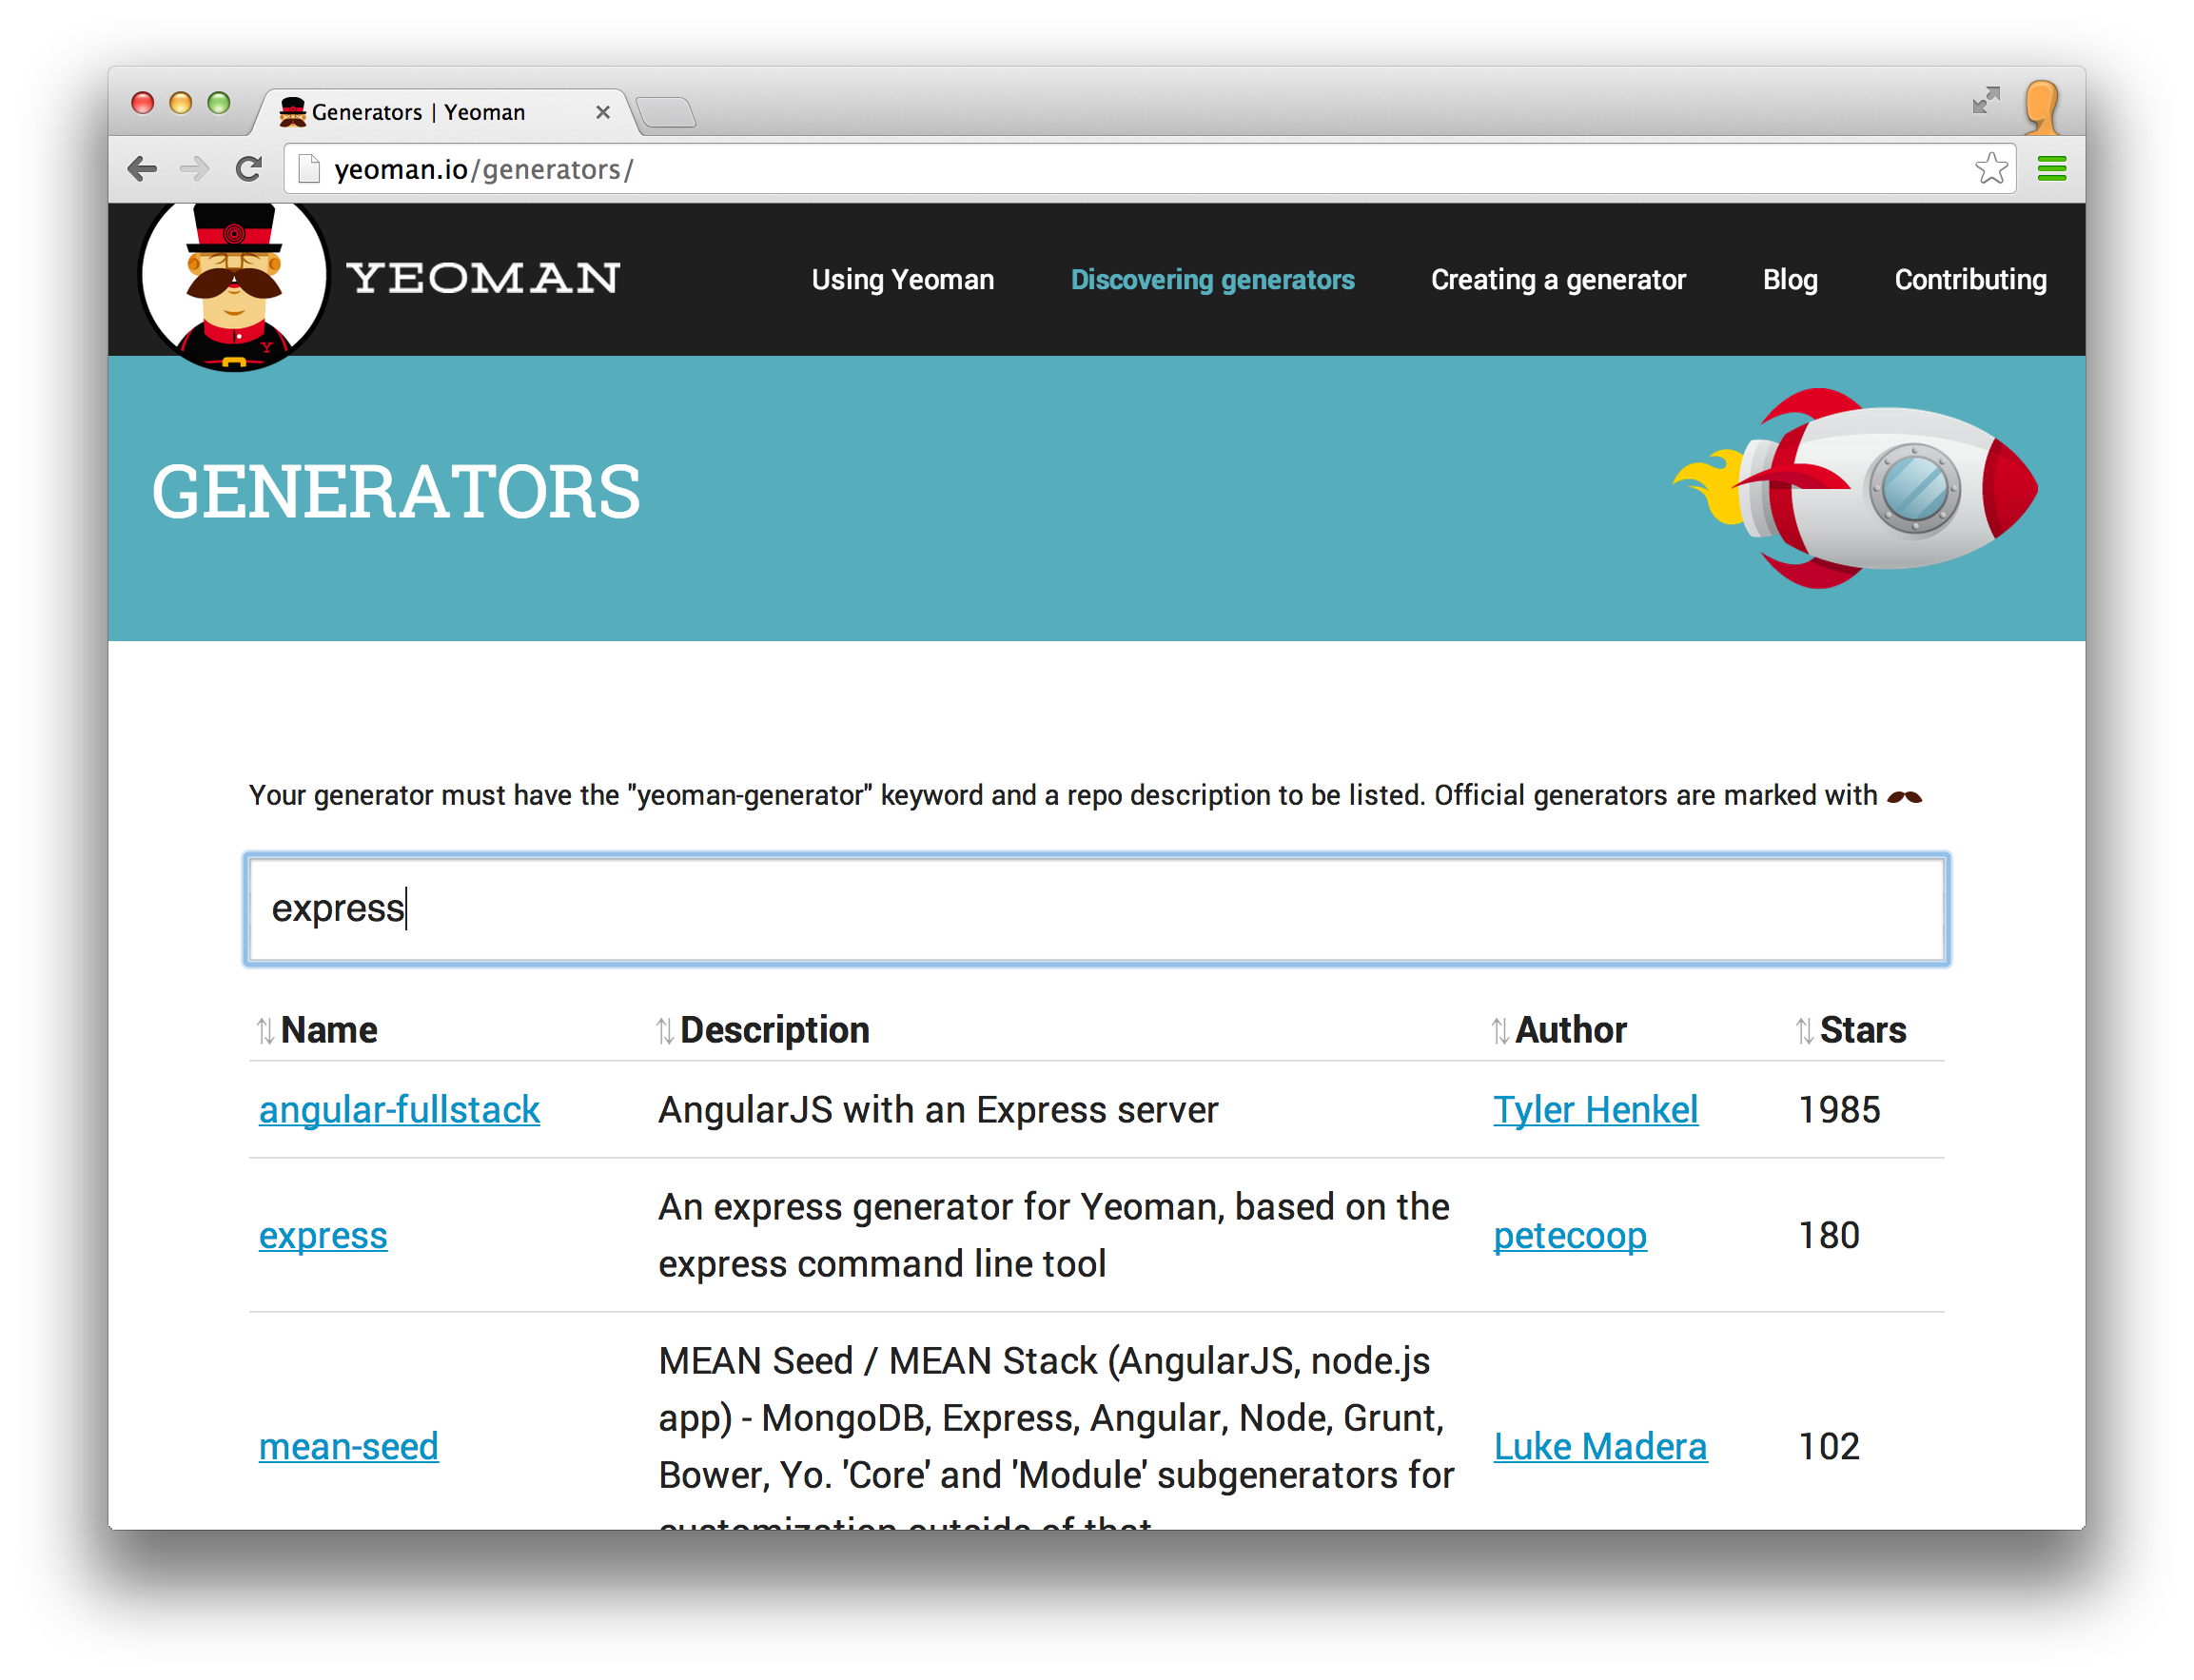 Generators | Yeoman
yeoman.io/generators/
YEOMAN
Using Yeoman
Discovering generators
Creating a generator
Blog
Contributing
Y
GENERATORS
Your generator must have the "yeoman-generator" keyword and a repo description to be listed. Official generators are marked with
express
Name Description Author Stars
angular-fullstack AngularJS with an Express server Tyler Henkel 1985
An express generator for Yeoman, based on the
express petecoop 180
express command line tool
MEAN Seed / MEAN Stack (AngularJS, node.js
app) - MongoDB, Express, Angular, Node, Grunt,
mean-seed Luke Madera 102
Bower, Yo. 'Core' and 'Module' subgenerators for
customization outside of that